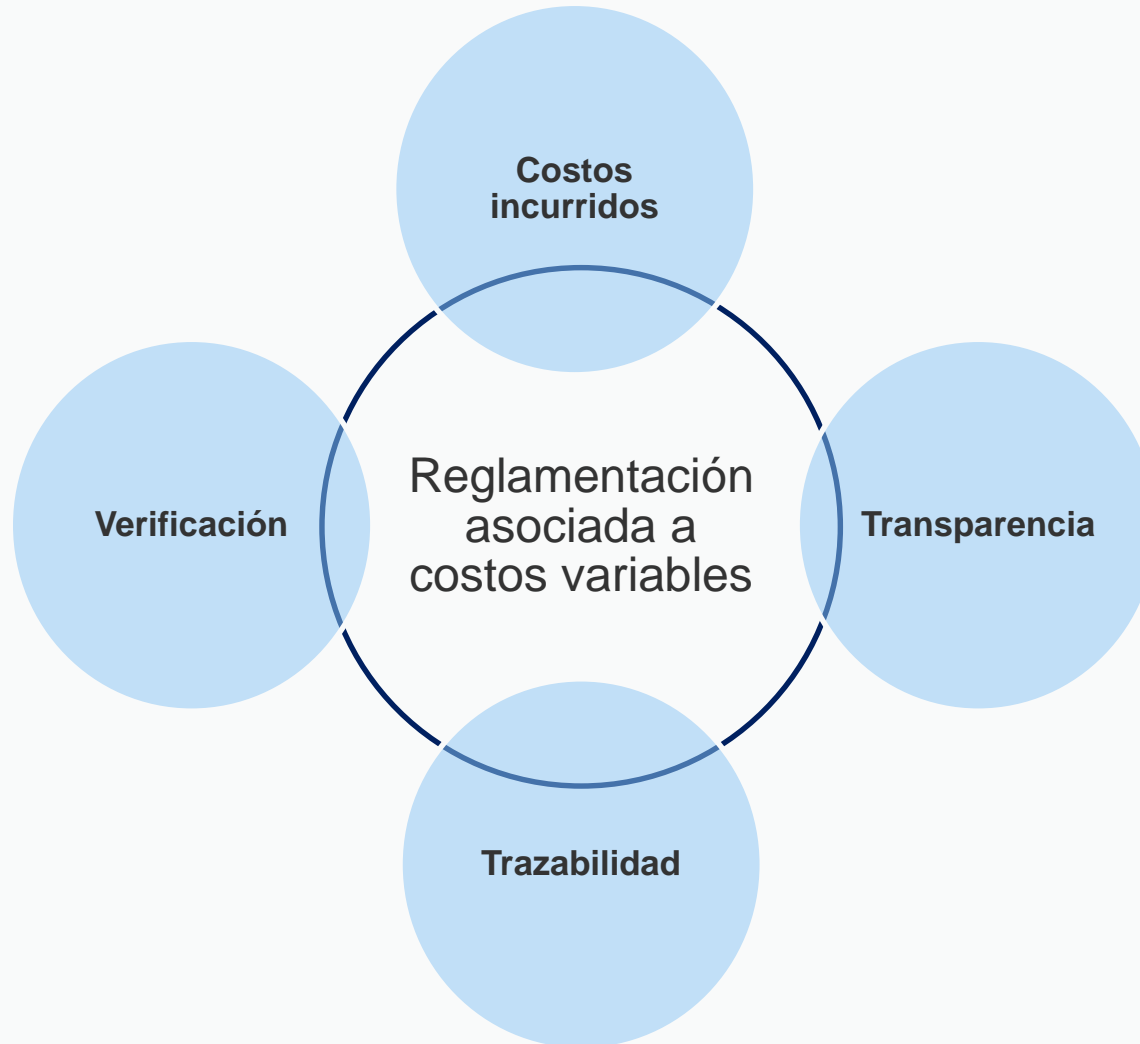 Costos
incurridos
Verificación
Reglamentación
asociada a
costos variables
Transparencia
Trazabilidad